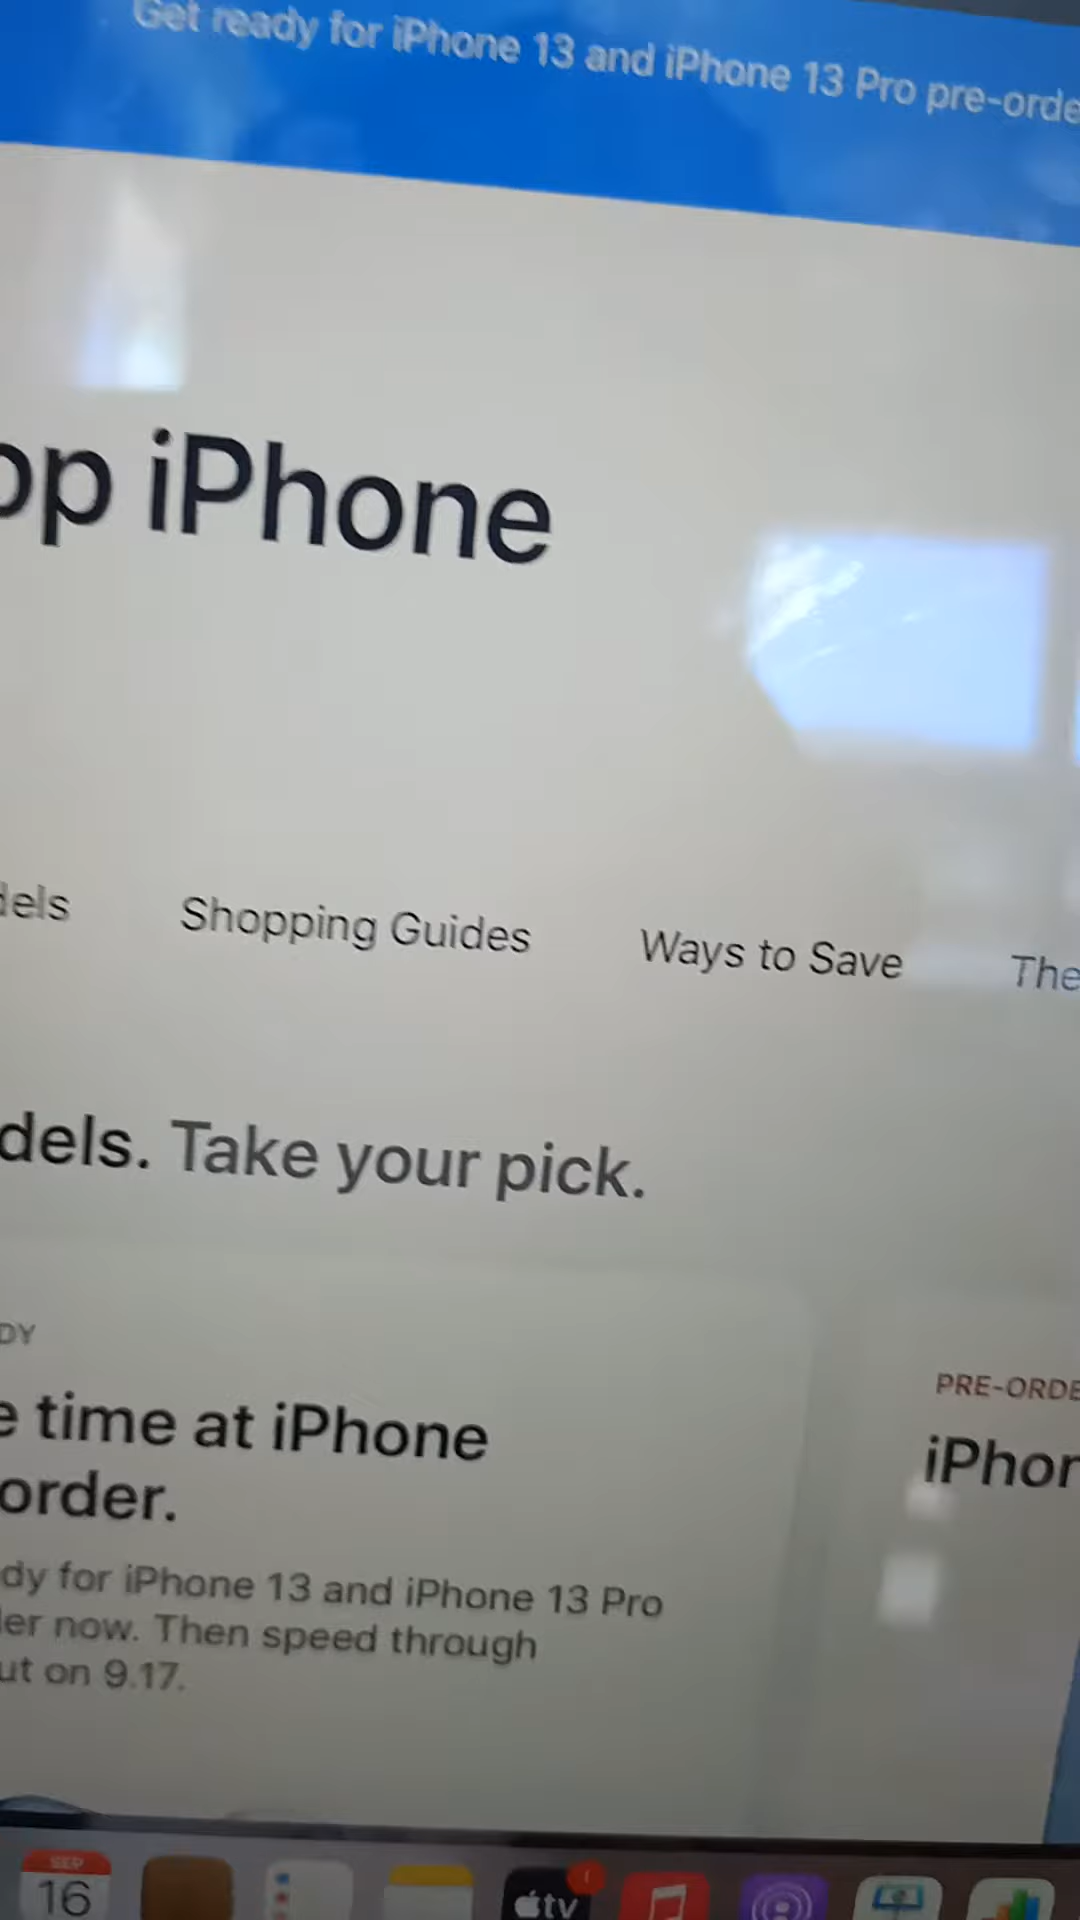 Get ready for iPhone 13 and iPhone 13 Pro pre-orde
op iPhone
dels Shopping Guides Ways to Save The
dels. Take your pick.
DY
e time at iPhone
order.
dy for iPhone 13 and iPhone 13 Pro
er now. Then speed through
ut on 9.17.
PRE-ORDE
iPhon
SEP
16
tv
1